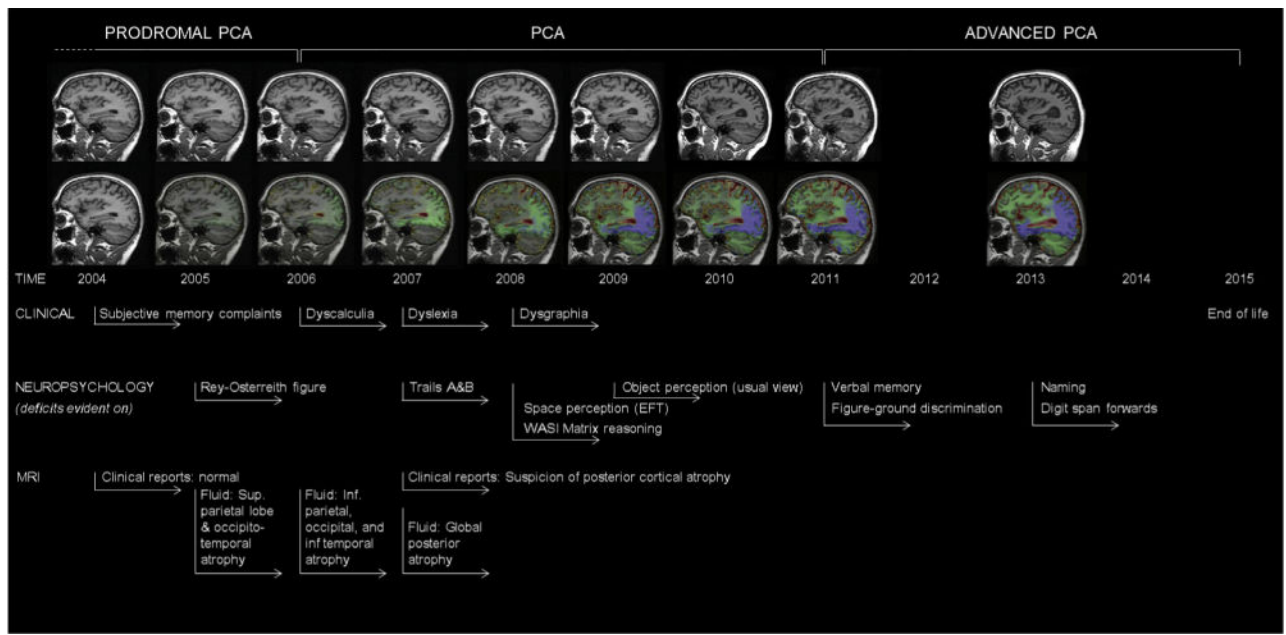 PRODROMAL PCA PCA ADVANCED PCA
TIME 2004 2005 2006 2007 2008 2009 2010 2011 2012 2013 2014 2015
CLINICAL Subjective memory complaints Dyscalculia Dyslexia Dysgraphia End of life
NEUROPSYCHOLOGY
(deficits evident on)
Rey-Osterreith figure
Trails A&B
Space perception (EFT)
WASI Matrix reasoning
Object perception (usual view)
Verbal memory
Figure-ground discrimination
Naming
Digit span forwards
MRI
Clinical reports: normal
Fluid: Sup.
parietal lobe
& occipito-
temporal
atrophy
Fluid: Inf.
parietal,
occipital, and
inf temporal
atrophy
Clinical reports: Suspicion of posterior cortical atrophy
Fluid: Global
posterior
atrophy